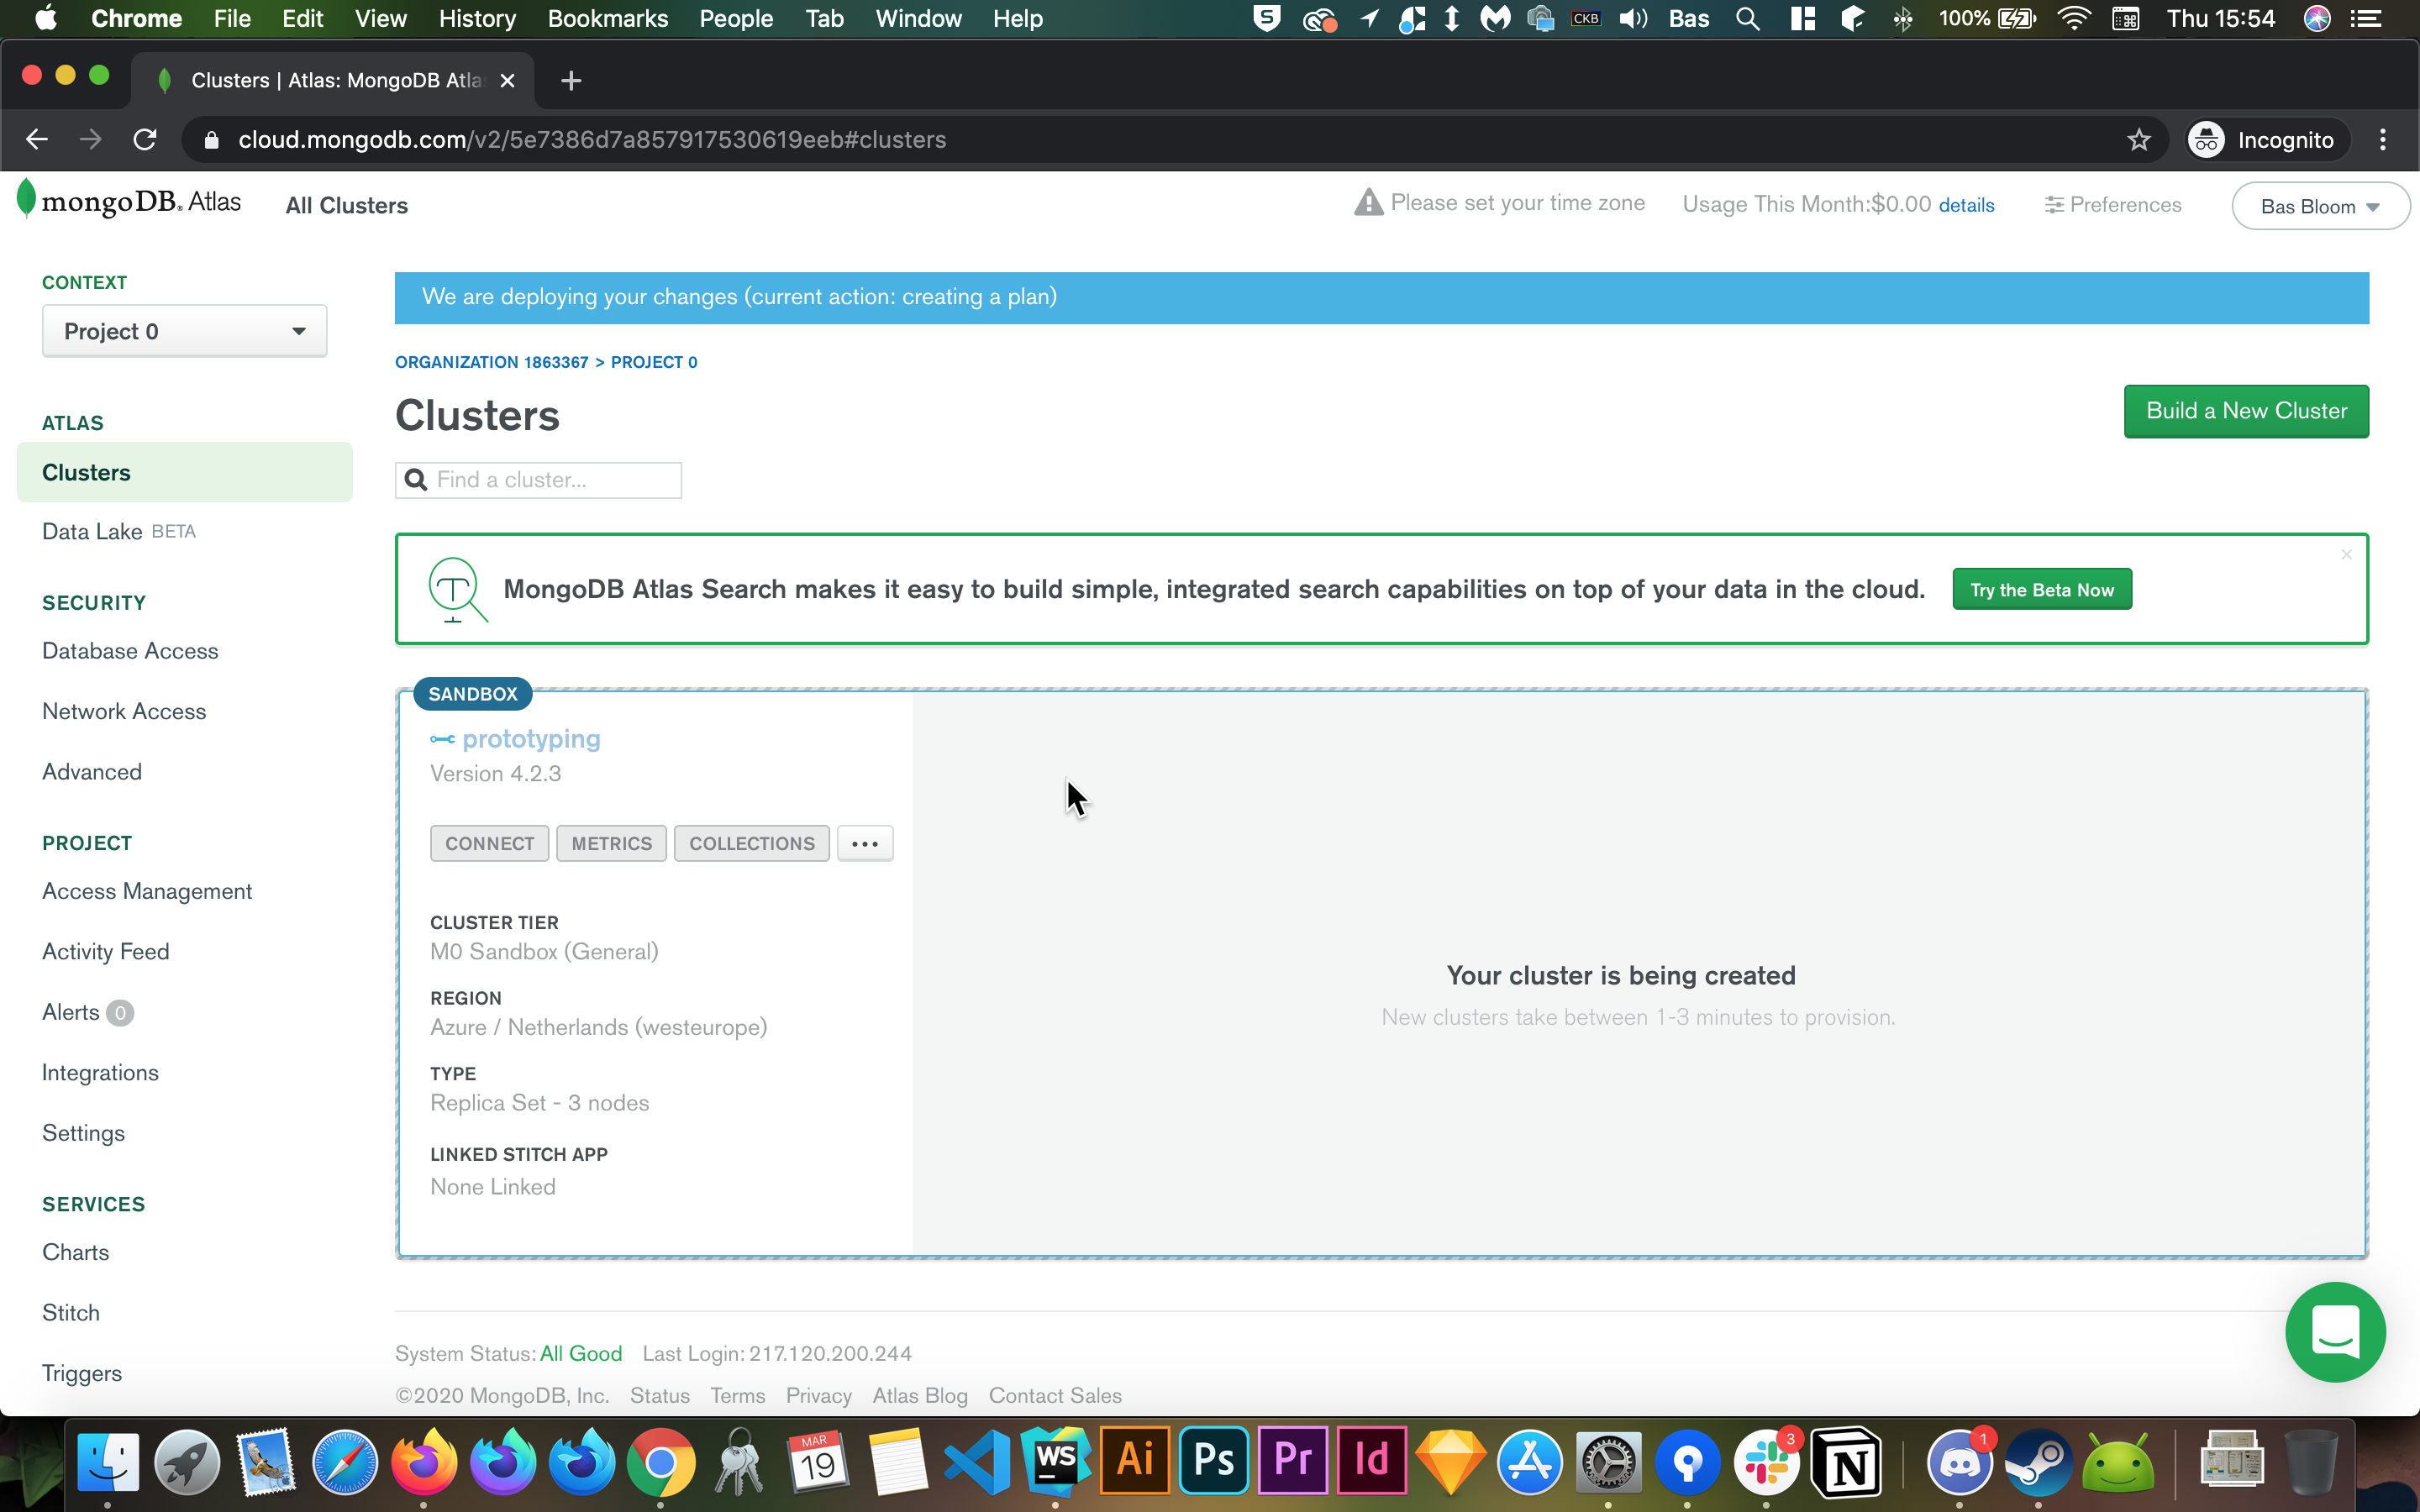 Chrome File Edit View History Bookmarks People Tab Window Help CKB Bas 100% Thu 15:54
Clusters | Atlas: MongoDB Atla
cloud.mongodb.com/v2/5e7386d7a857917530619eeb#clusters Incognito
mongoDB. Atlas All Clusters Please set your time zone Usage This Month:$0.00 details Preferences Bas Bloom
CONTEXT
Project 0
ATLAS
Clusters
Data Lake BETA
SECURITY
Database Access
Network Access
Advanced
PROJECT
Access Management
Activity Feed
Alerts 0
Integrations
Settings
SERVICES
Charts
Stitch
Triggers
We are deploying your changes (current action: creating a plan)
ORGANIZATION 1863367 > PROJECT 0
Clusters
Build a New Cluster
Find a cluster...
MongoDB Atlas Search makes it easy to build simple, integrated search capabilities on top of your data in the cloud. Try the Beta Now
SANDBOX
prototyping
Version 4.2.3
CONNECT METRICS COLLECTIONS ...
CLUSTER TIER
M0 Sandbox (General)
REGION
Azure / Netherlands (westeurope)
TYPE
Replica Set - 3 nodes
LINKED STITCH APP
None Linked
Your cluster is being created
New clusters take between 1-3 minutes to provision.
System Status: All Good Last Login: 217.120.200.244
©2020 MongoDB, Inc. Status Terms Privacy Atlas Blog Contact Sales
MAR
19
WS
Ai
Ps
Pr
Id
3
N
1